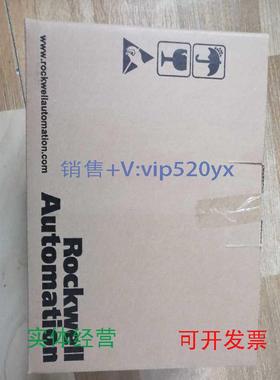 www.rockwellautomation.com
销售+V:vip520yx
Rockwell
Automation
实体经营
可开发票